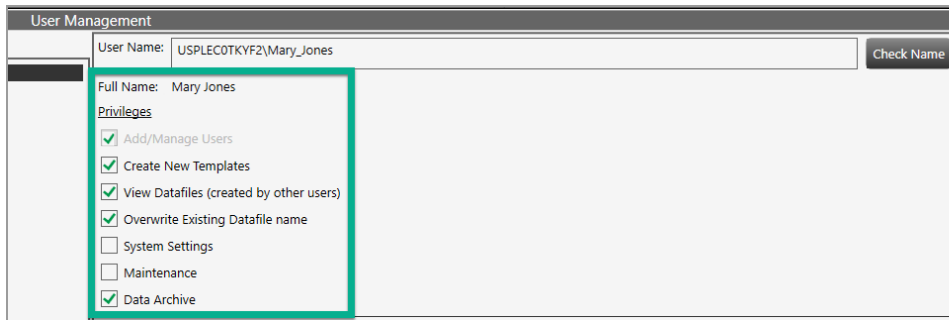 User Management
User Name: USPLEC0TKYF2\Mary_Jones Check Name
Full Name: Mary Jones
Privileges
Add/Manage Users
Create New Templates
View Datafiles (created by other users)
Overwrite Existing Datafile name
System Settings
Maintenance
Data Archive